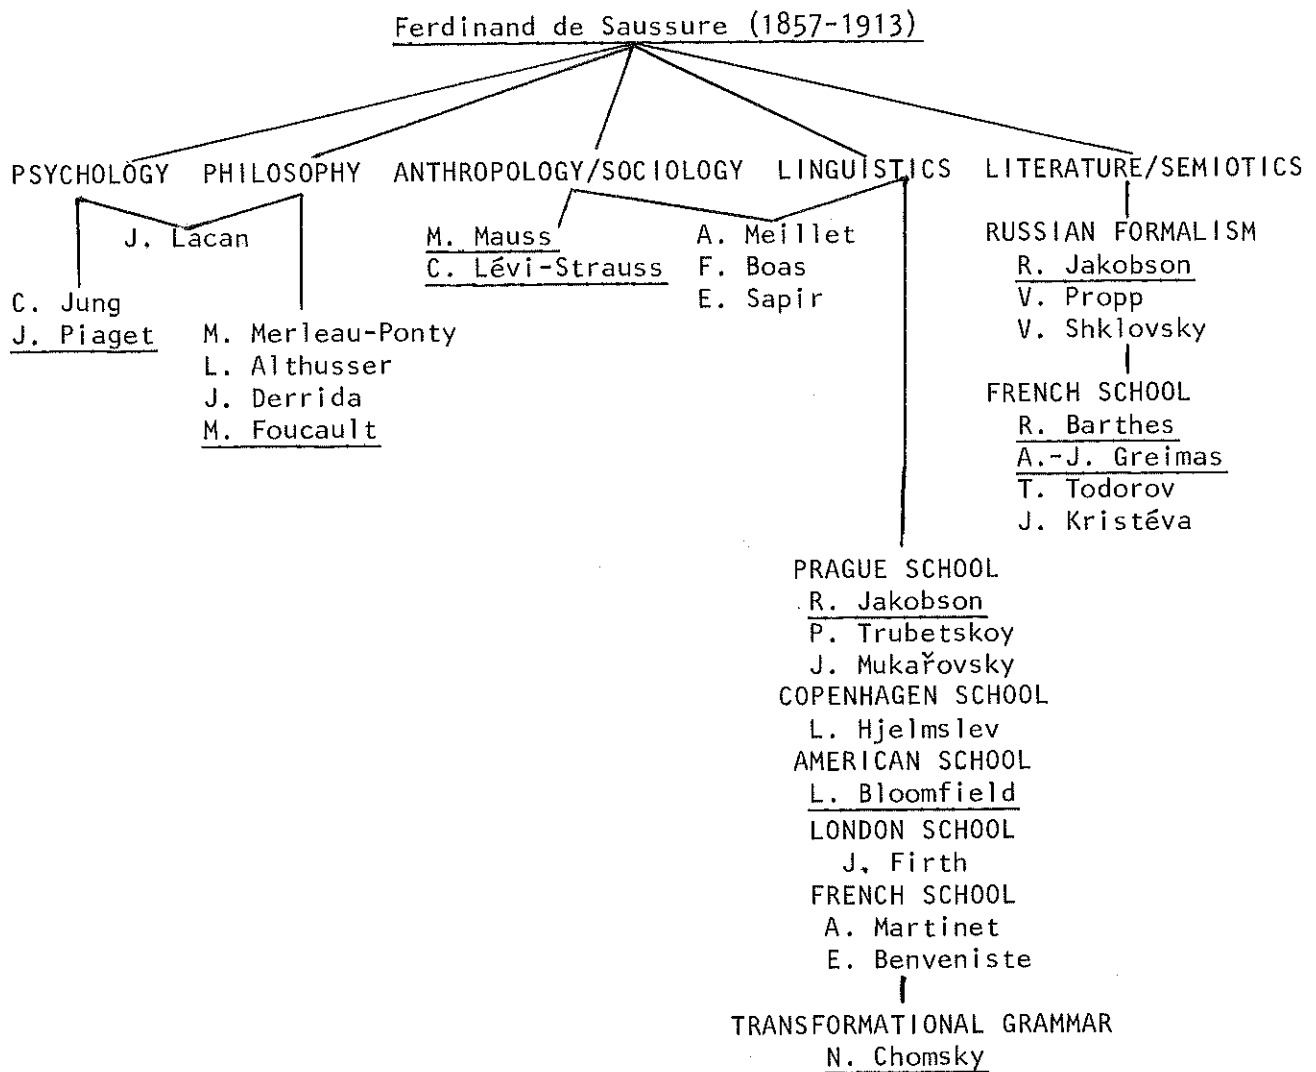 Ferdinand de Saussure (1857-1913)
PSYCHOLOGY PHILOSOPHY ANTHROPOLOGY/SOCIOLOGY LINGUISTICS LITERATURE/SEMIOTICS
J. Lacan
C. Jung
J. Piaget
M. Merleau-Ponty
L. Althusser
J. Derrida
M. Foucault
M. Mauss
C. Lévi-Strauss
A. Meillet
F. Boas
E. Sapir
PRAGUE SCHOOL
R. Jakobson
P. Trubetskoy
J. Mukařovsky
COPENHAGEN SCHOOL
L. Hjelmslev
AMERICAN SCHOOL
L. Bloomfield
LONDON SCHOOL
J. Firth
FRENCH SCHOOL
A. Martinet
E. Benveniste
TRANSFORMATIONAL GRAMMAR
N. Chomsky
RUSSIAN FORMALISM
R. Jakobson
V. Propp
V. Shklovsky
FRENCH SCHOOL
R. Barthes
A.-J. Greimas
T. Todorov
J. Kristéva